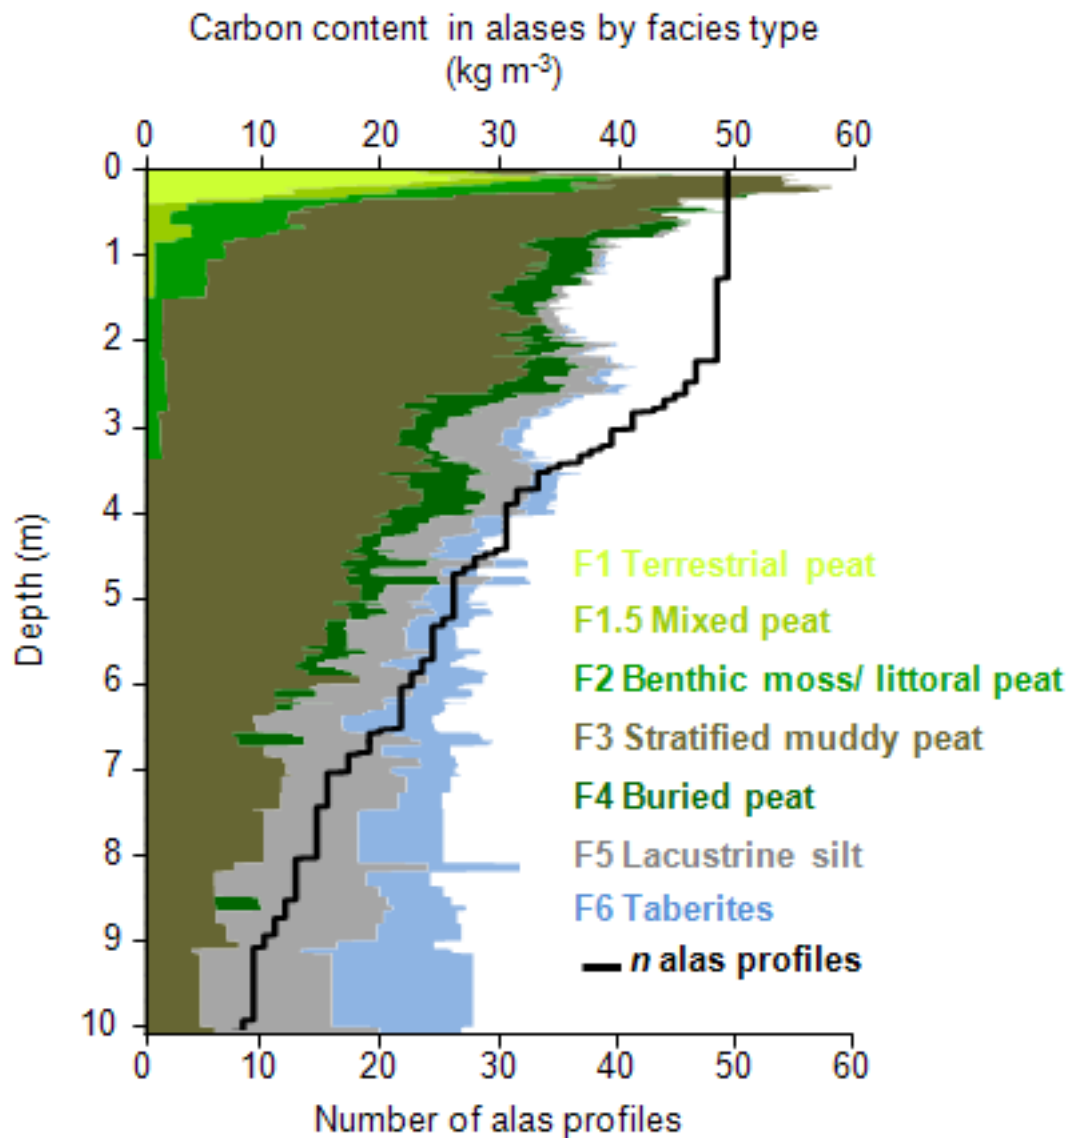 Carbon content in alases by facies type
(kg m-3)
0 10 20 30 40 50 60
0
1
2
3
4
5
6
7
8
9
10
Depth (m)
F1 Terrestrial peat
F1.5 Mixed peat
F2 Benthic moss/ littoral peat
F3 Stratified muddy peat
F4 Buried peat
F5 Lacustrine silt
F6 Taberites
n alas profiles
0 10 20 30 40 50 60
Number of alas profiles